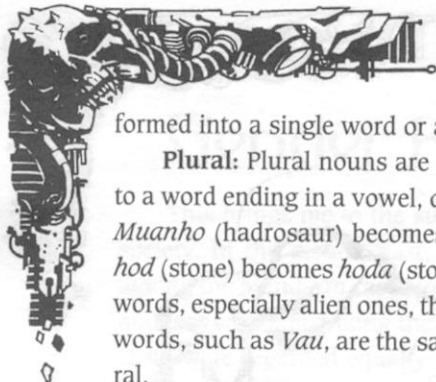 formed into a single word or a
Plural: Plural nouns are
to a word ending in a vowel,
Muanho (hadrosaur) becomes
hod (stone) becomes hoda (sto
words, especially alien ones, th
words, such as Vau, are the sa
ral.